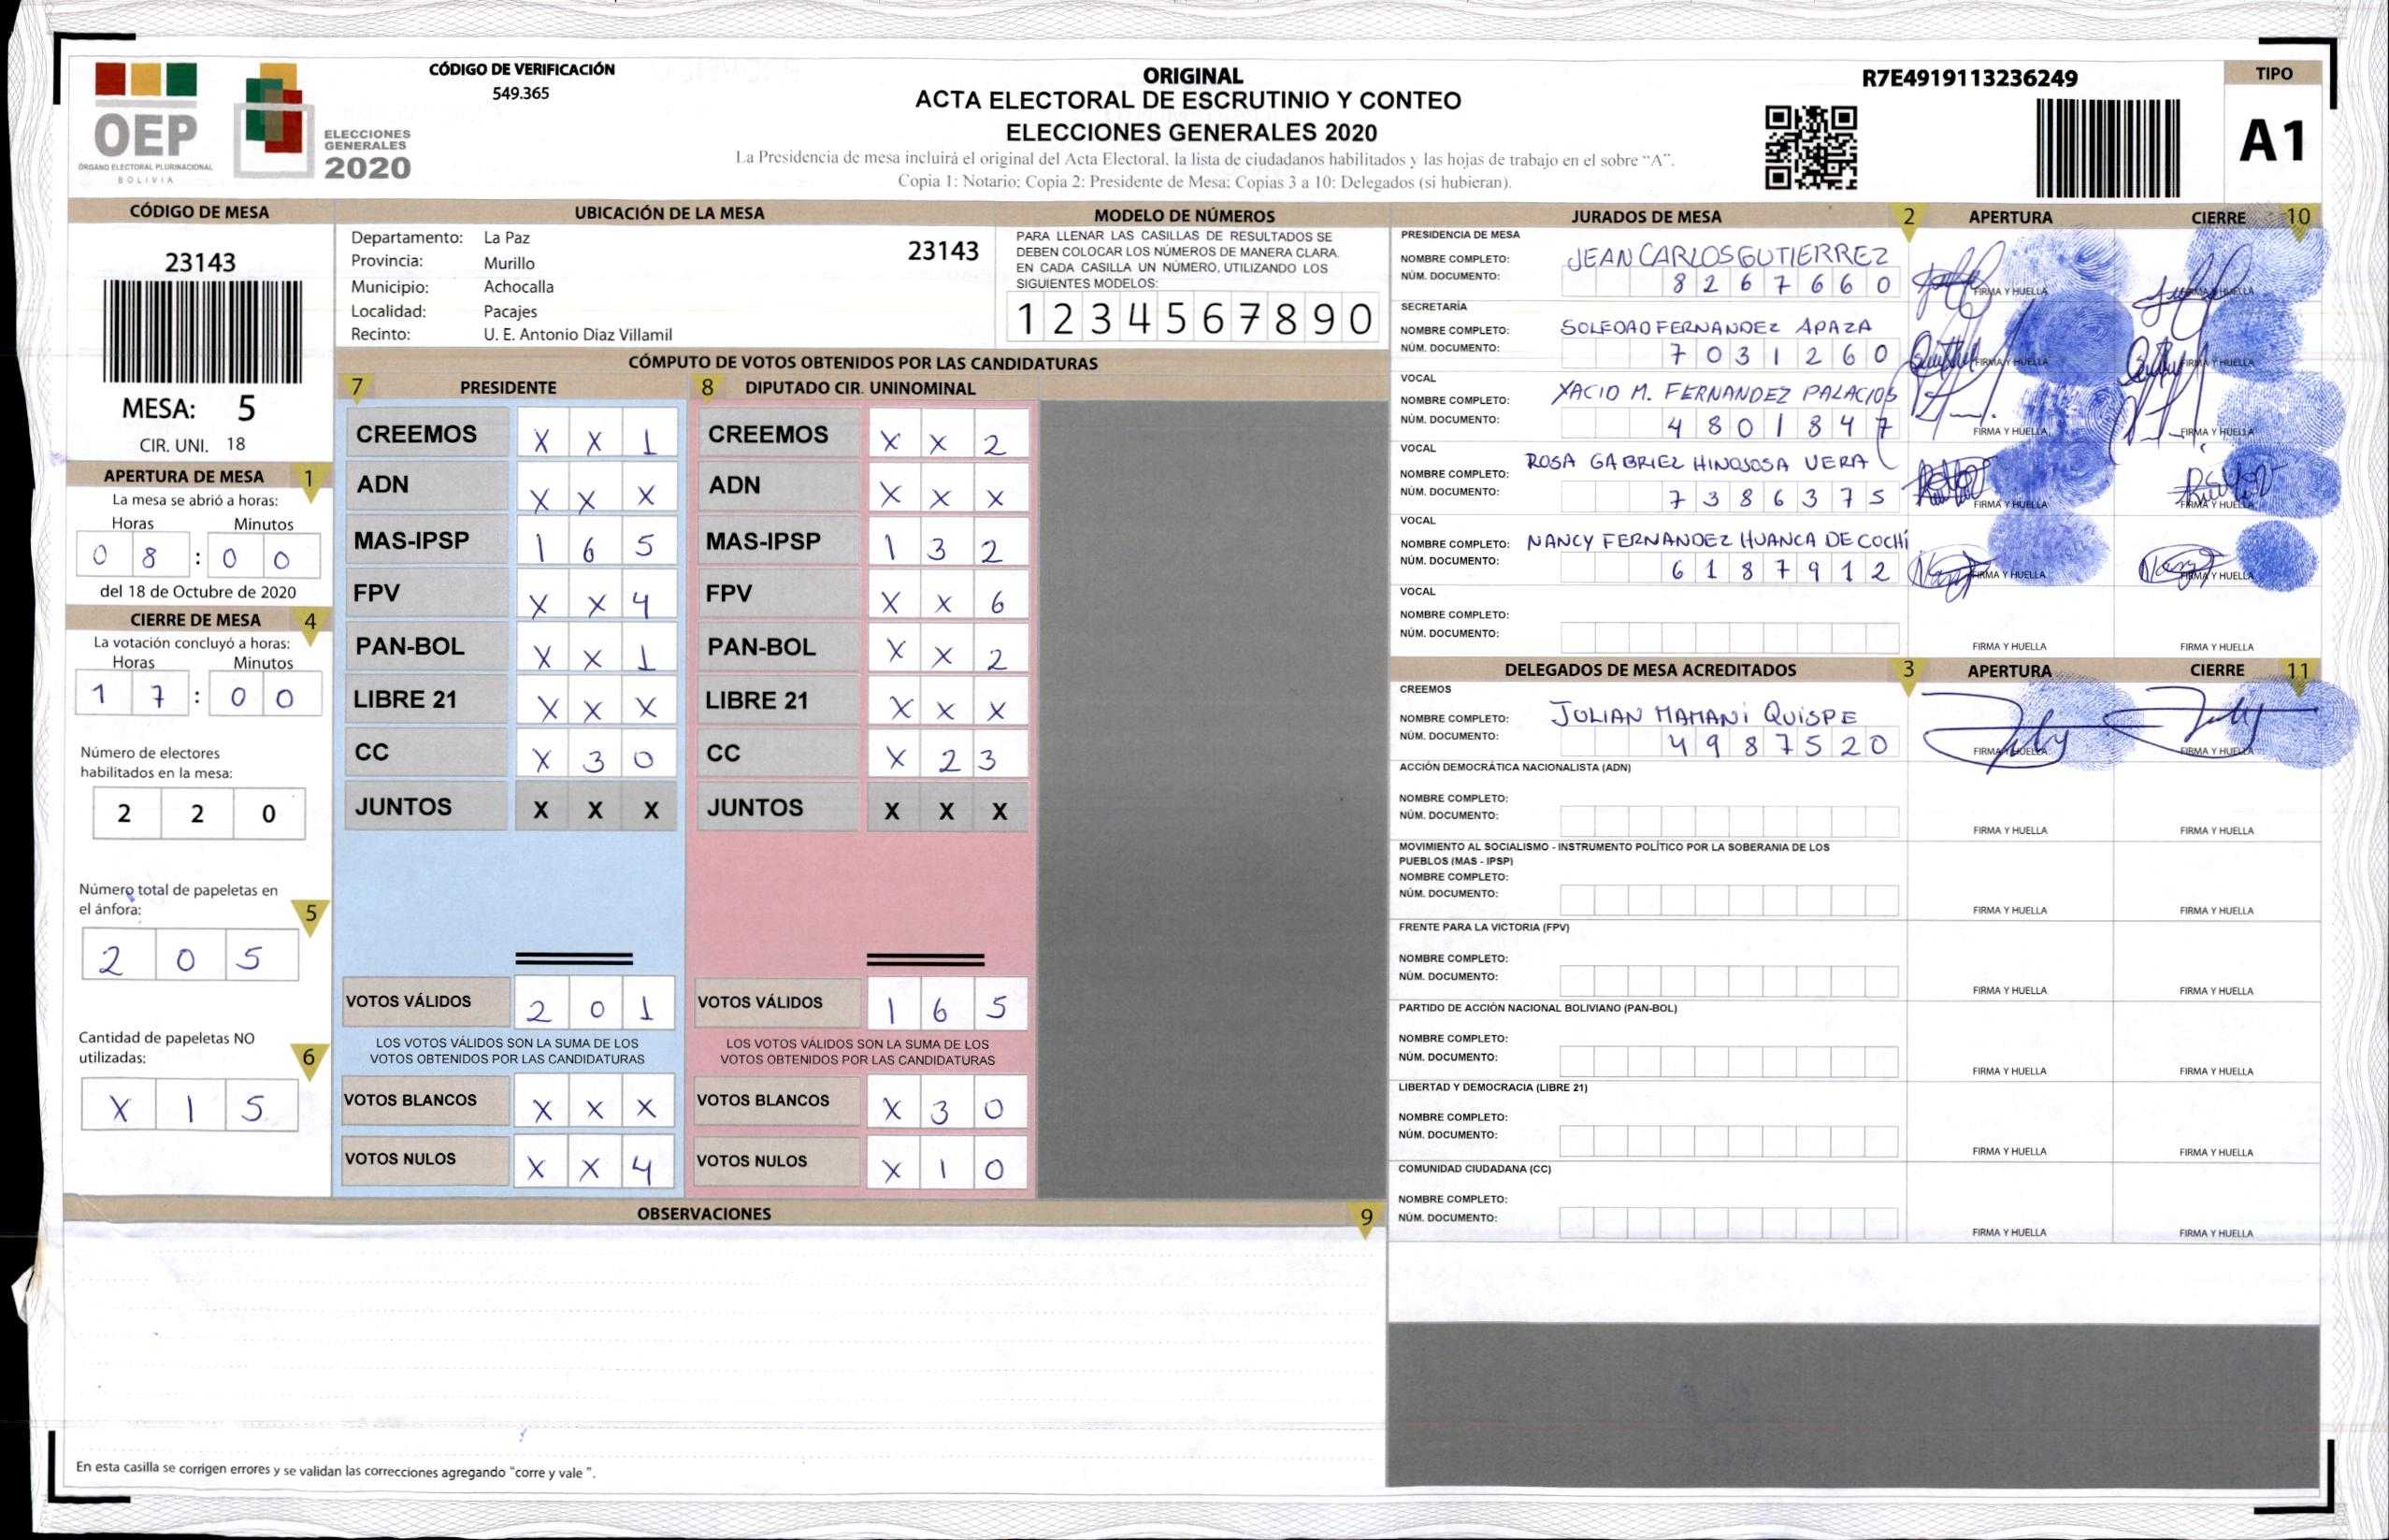 CÓDIGO DE VERIFICACIÓN
549.365
OEP
ÓRGANO ELECTORAL PLURINACIONAL
BOLIVIA
ELECCIONES
GENERALES
2020
ORIGINAL
ACTA ELECTORAL DE ESCRUTINIO Y CONTEO
ELECCIONES GENERALES 2020
La Presidencia de mesa incluirá el original del Acta Electoral, la lista de ciudadanos habilitados y las hojas de trabajo en el sobre “A”.
Copia 1: Notario; Copia 2: Presidente de Mesa; Copias 3 a 10: Delegados (si hubieran).
R7E4919113236249
TIPO
A1
CÓDIGO DE MESA
23143
MESA: 5
CIR. UNI. 18
APERTURA DE MESA 1
La mesa se abrió a horas:
Horas Minutos
0 8 : 0 0
del 18 de Octubre de 2020
CIERRE DE MESA 4
La votación concluyó a horas:
Horas Minutos
1 7 : 0 0
Número de electores
habilitados en la mesa:
2 2 0
Número total de papeletas en
el ánfora: 5
2 0 5
Cantidad de papeletas NO
utilizadas: 6
X 1 5
UBICACIÓN DE LA MESA
Departamento: La Paz 23143
Provincia: Murillo
Municipio: Achocalla
Localidad: Pacajes
Recinto: U. E. Antonio Diaz Villamil
MODELO DE NÚMEROS
PARA LLENAR LAS CASILLAS DE RESULTADOS SE
DEBEN COLOCAR LOS NÚMEROS DE MANERA CLARA.
EN CADA CASILLA UN NÚMERO, UTILIZANDO LOS
SIGUIENTES MODELOS:
1 2 3 4 5 6 7 8 9 0
CÓMPUTO DE VOTOS OBTENIDOS POR LAS CANDIDATURAS
7 PRESIDENTE 8 DIPUTADO CIR. UNINOMINAL
CREEMOS X X 1 CREEMOS X X 2
ADN X X X ADN X X X
MAS-IPSP 1 6 5 MAS-IPSP 1 3 2
FPV X X 4 FPV X X 6
PAN-BOL X X 1 PAN-BOL X X 2
LIBRE 21 X X X LIBRE 21 X X X
CC X 3 0 CC X 2 3
JUNTOS X X X JUNTOS X X X
VOTOS VÁLIDOS 2 0 1 VOTOS VÁLIDOS 1 6 5
LOS VOTOS VÁLIDOS SON LA SUMA DE LOS LOS VOTOS VÁLIDOS SON LA SUMA DE LOS
VOTOS OBTENIDOS POR LAS CANDIDATURAS VOTOS OBTENIDOS POR LAS CANDIDATURAS
VOTOS BLANCOS X X X VOTOS BLANCOS X 3 0
VOTOS NULOS X X 4 VOTOS NULOS X 1 0
OBSERVACIONES 9
En esta casilla se corrigen errores y se validan las correcciones agregando "corre y vale ".
JURADOS DE MESA 2 APERTURA CIERRE 10
PRESIDENCIA DE MESA
NOMBRE COMPLETO: JEAN CARLOS GUTIERREZ
NÚM. DOCUMENTO: 8 2 6 7 6 6 0 FIRMA Y HUELLA FIRMA Y HUELLA
SECRETARÍA
NOMBRE COMPLETO: SOLEDAD FERNANDEZ APAZA
NÚM. DOCUMENTO: 7 0 3 1 2 6 0 FIRMA Y HUELLA FIRMA Y HUELLA
VOCAL
NOMBRE COMPLETO: XACIO M. FERNANDEZ PALACIOS
NÚM. DOCUMENTO: 4 8 0 1 8 4 7 FIRMA Y HUELLA FIRMA Y HUELLA
VOCAL
NOMBRE COMPLETO: ROSA GABRIEL HINOJOSA VERA
NÚM. DOCUMENTO: 7 3 8 6 3 7 5 FIRMA Y HUELLA FIRMA Y HUELLA
VOCAL
NOMBRE COMPLETO: NANCY FERNANDEZ HUANCA DE COCHI
NÚM. DOCUMENTO: 6 1 8 7 9 1 2 FIRMA Y HUELLA FIRMA Y HUELLA
VOCAL
NOMBRE COMPLETO:
NÚM. DOCUMENTO: FIRMA Y HUELLA FIRMA Y HUELLA
DELEGADOS DE MESA ACREDITADOS 3 APERTURA CIERRE 11
CREEMOS
NOMBRE COMPLETO: JULIAN MAMANI QUISPE
NÚM. DOCUMENTO: 4 9 8 7 5 2 0 FIRMA Y HUELLA FIRMA Y HUELLA
ACCIÓN DEMOCRÁTICA NACIONALISTA (ADN)
NOMBRE COMPLETO:
NÚM. DOCUMENTO: FIRMA Y HUELLA FIRMA Y HUELLA
MOVIMIENTO AL SOCIALISMO - INSTRUMENTO POLÍTICO POR LA SOBERANIA DE LOS
PUEBLOS (MAS - IPSP)
NOMBRE COMPLETO:
NÚM. DOCUMENTO: FIRMA Y HUELLA FIRMA Y HUELLA
FRENTE PARA LA VICTORIA (FPV)
NOMBRE COMPLETO:
NÚM. DOCUMENTO: FIRMA Y HUELLA FIRMA Y HUELLA
PARTIDO DE ACCIÓN NACIONAL BOLIVIANO (PAN-BOL)
NOMBRE COMPLETO:
NÚM. DOCUMENTO: FIRMA Y HUELLA FIRMA Y HUELLA
LIBERTAD Y DEMOCRACIA (LIBRE 21)
NOMBRE COMPLETO:
NÚM. DOCUMENTO: FIRMA Y HUELLA FIRMA Y HUELLA
COMUNIDAD CIUDADANA (CC)
NOMBRE COMPLETO:
NÚM. DOCUMENTO: FIRMA Y HUELLA FIRMA Y HUELLA